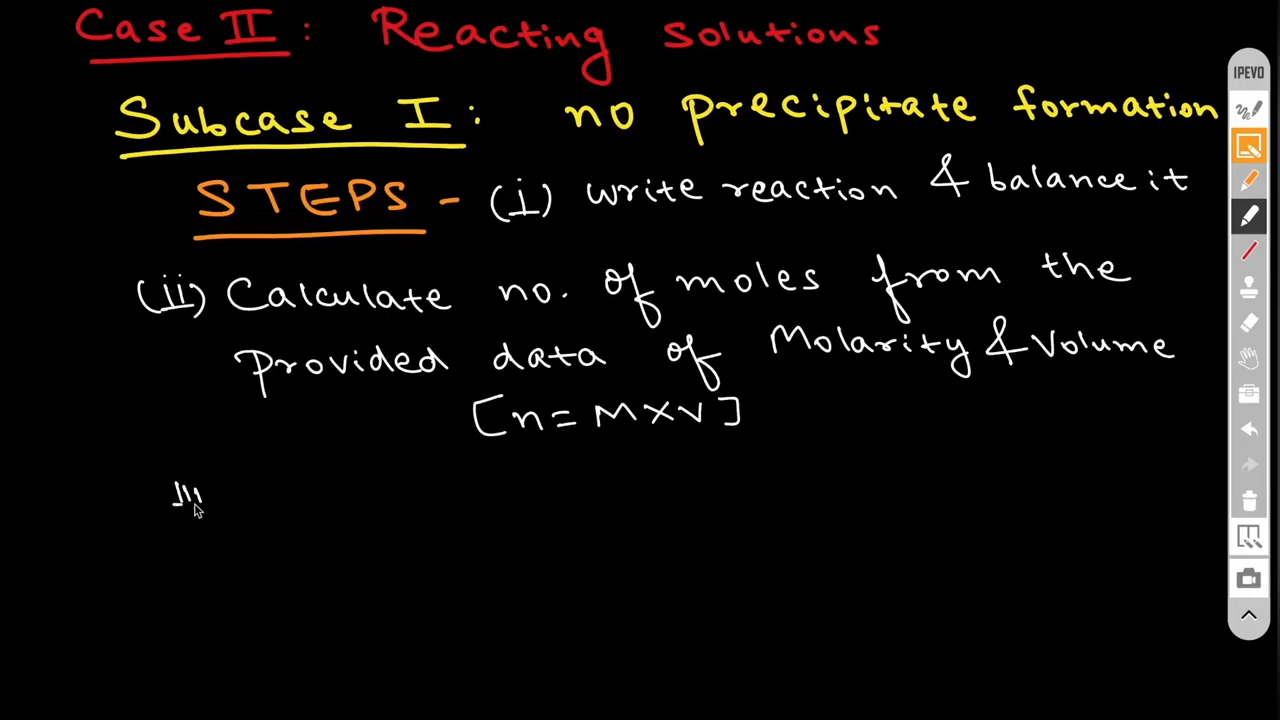 Case II : Reacting solutions
IPEVO
Subcase I : no precipitate formation
STEPS - (i) write reaction & balance it
(ii) Calculate no. of moles from the
provided data of Molarity & Volume
[n = M X V]
iii